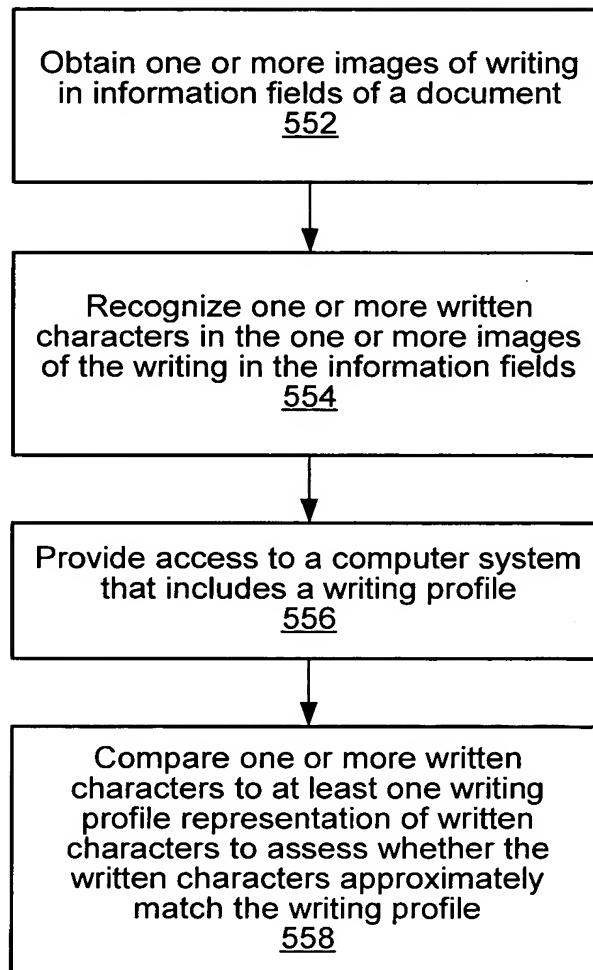 Obtain one or more images of writing
in information fields of a document
552
Recognize one or more written
characters in the one or more images
of the writing in the information fields
554
Provide access to a computer system
that includes a writing profile
556
Compare one or more written
characters to at least one writing
profile representation of written
characters to assess whether the
written characters approximately
match the writing profile
558